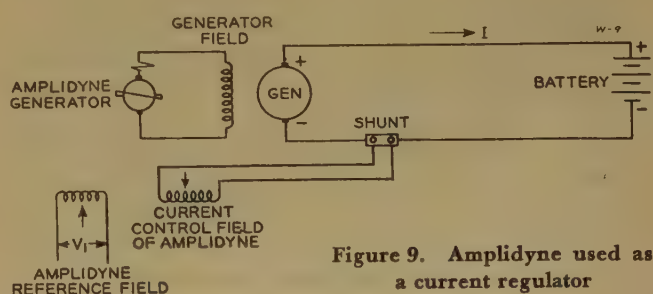 GENERATOR
FIELD
I
W-9
+
AMPLIDYNE
GENERATOR
+
GEN
-
BATTERY
-
SHUNT
CURRENT
CONTROL FIELD
OF AMPLIDYNE
V1
AMPLIDYNE
REFERENCE FIELD
Figure 9. Amplidyne used as
a current regulator